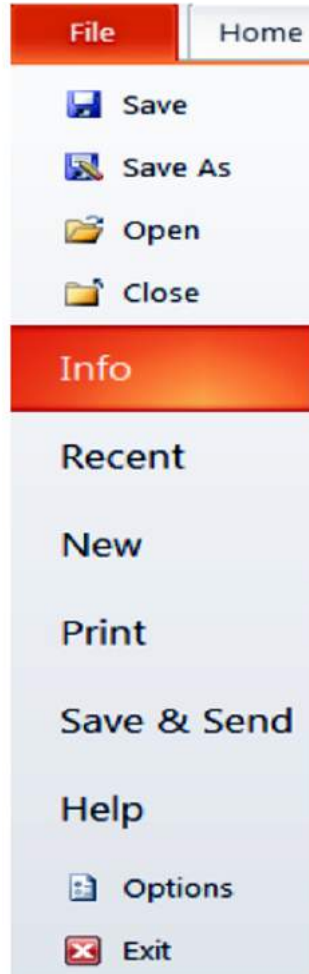 File Home
Save
Save As
Open
Close
Info
Recent
New
Print
Save & Send
Help
Options
Exit